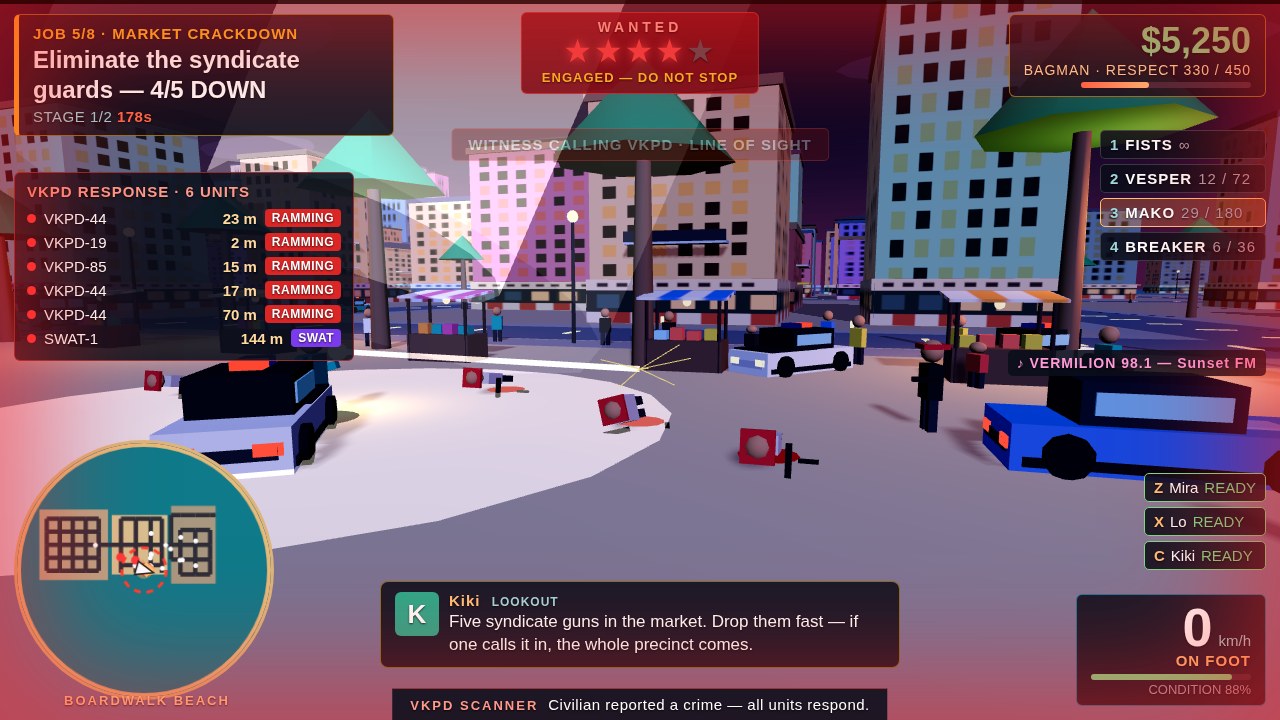 JOB 5/8 · MARKET CRACKDOWN
Eliminate the syndicate
guards — 4/5 DOWN
STAGE 1/2 178s
WANTED
ENGAGED — DO NOT STOP
WITNESS CALLING VKPD · LINE OF SIGHT
$5,250
BAGMAN · RESPECT 330 / 450
1 FISTS ∞
2 VESPER 12 / 72
3 MAKO 29 / 180
4 BREAKER 6 / 36
VKPD RESPONSE · 6 UNITS
VKPD-44 23 m RAMMING
VKPD-19 2 m RAMMING
VKPD-85 15 m RAMMING
VKPD-44 17 m RAMMING
VKPD-44 70 m RAMMING
SWAT-1 144 m SWAT
♪ VERMILION 98.1 — Sunset FM
Z Mira READY
X Lo READY
C Kiki READY
K
Kiki LOOKOUT
Five syndicate guns in the market. Drop them fast — if
one calls it in, the whole precinct comes.
0 km/h
ON FOOT
CONDITION 88%
BOARDWALK BEACH
VKPD SCANNER Civilian reported a crime — all units respond.